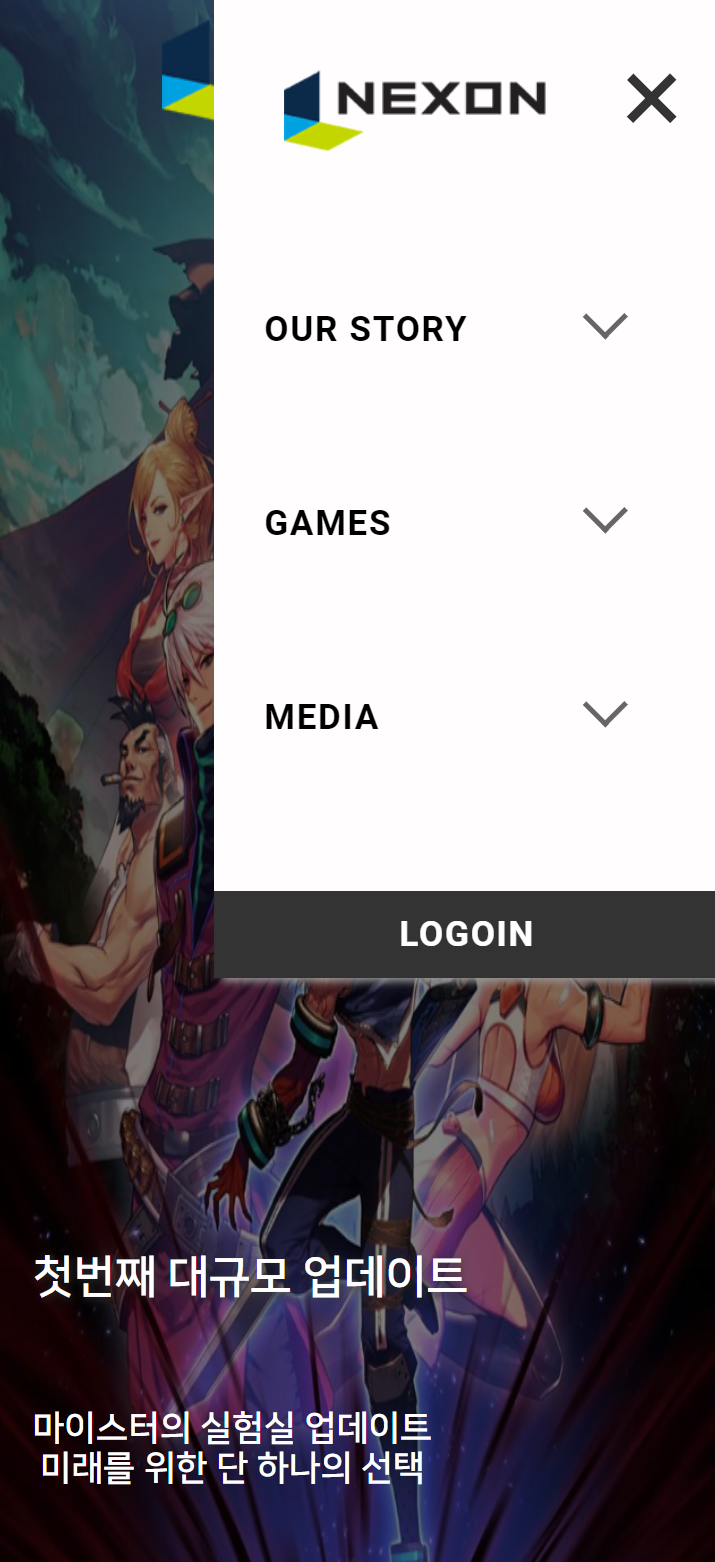 NEXON
OUR STORY
GAMES
MEDIA
LOGOIN
첫번째 대규모 업데이트
마이스터의 실험실 업데이트
미래를 위한 단 하나의 선택